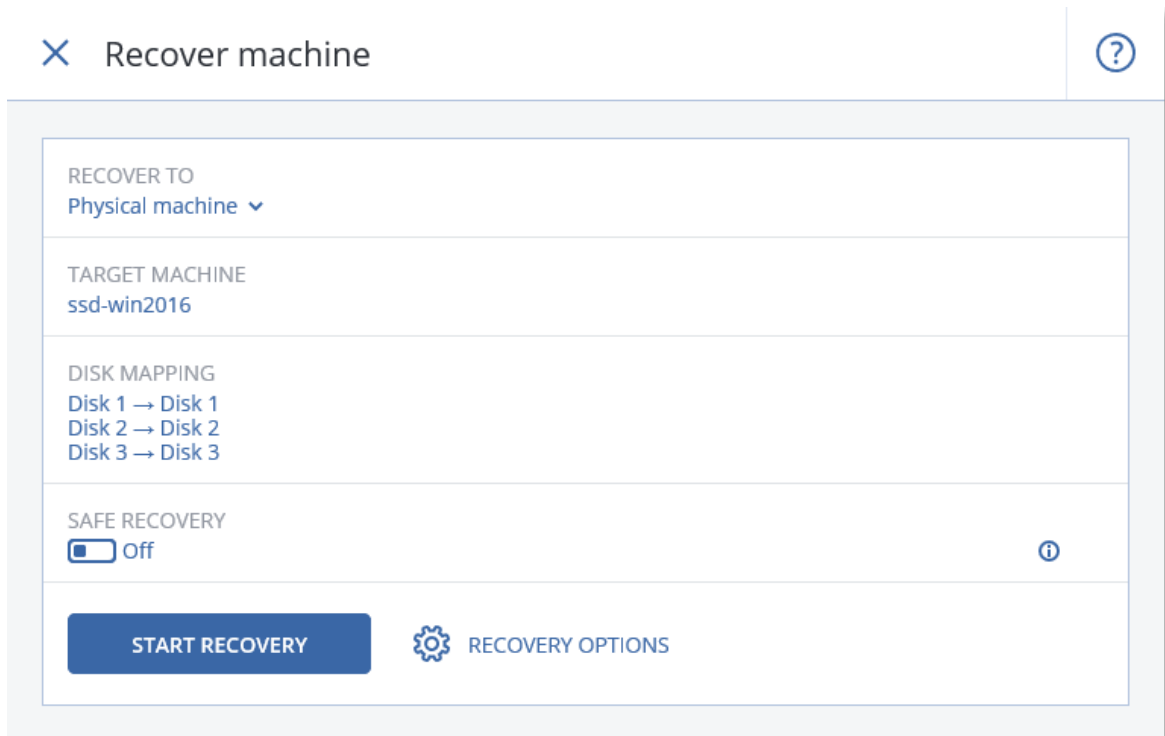 Recover machine
RECOVER TO
Physical machine
TARGET MACHINE
ssd-win2016
DISK MAPPING
Disk 1 → Disk 1
Disk 2 → Disk 2
Disk 3 → Disk 3
SAFE RECOVERY
Off
START RECOVERY
RECOVERY OPTIONS